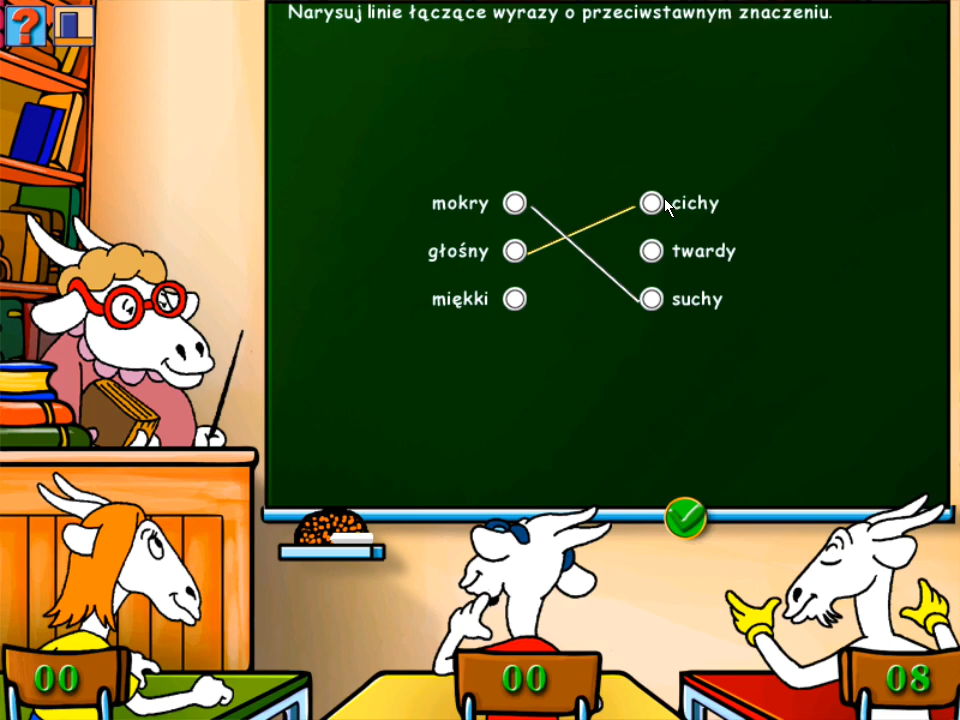 ?
Narysuj linie łączące wyrazy o przeciwstawnym znaczeniu.
mokry cichy
głośny twardy
miękki suchy
00 00 08